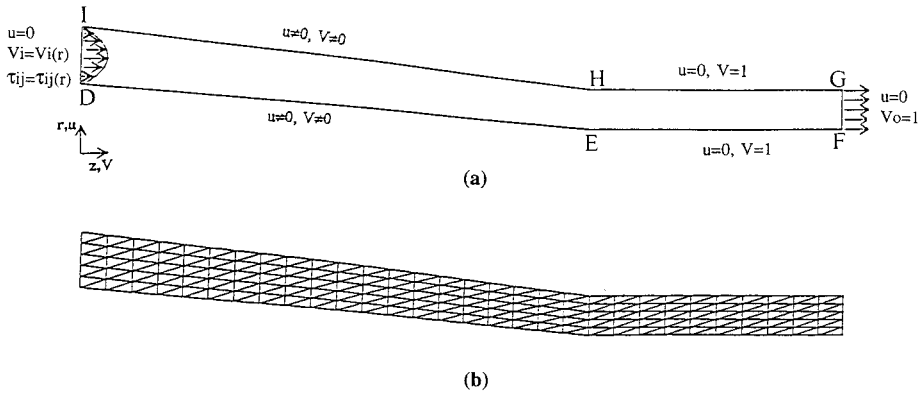 I
u=0
Vi=Vi(r)
τij=τij(r)
D
u≠0, V≠0
u≠0, V≠0
H
u=0, V=1
G
u=0
Vo=1
E
u=0, V=1
F
r,u
z,V
(a)
(b)